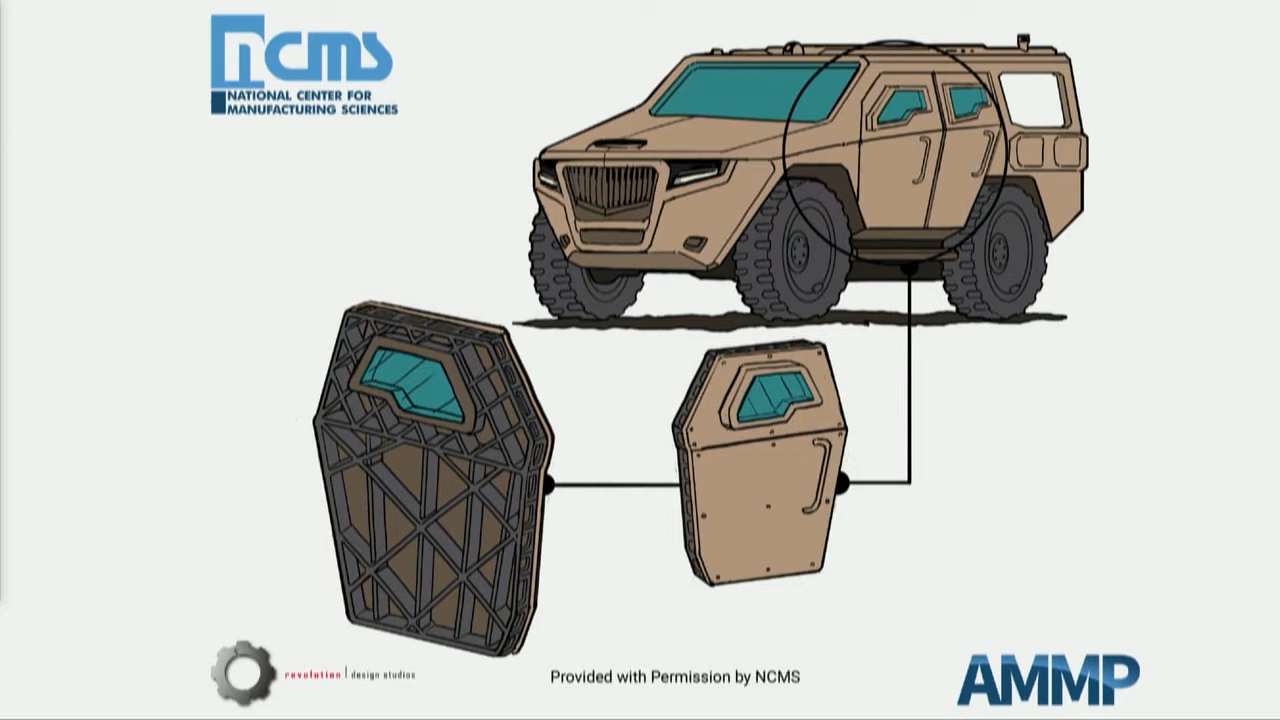 ncms
NATIONAL CENTER FOR
MANUFACTURING SCIENCES
revolution | design studios
Provided with Permission by NCMS
AMMP